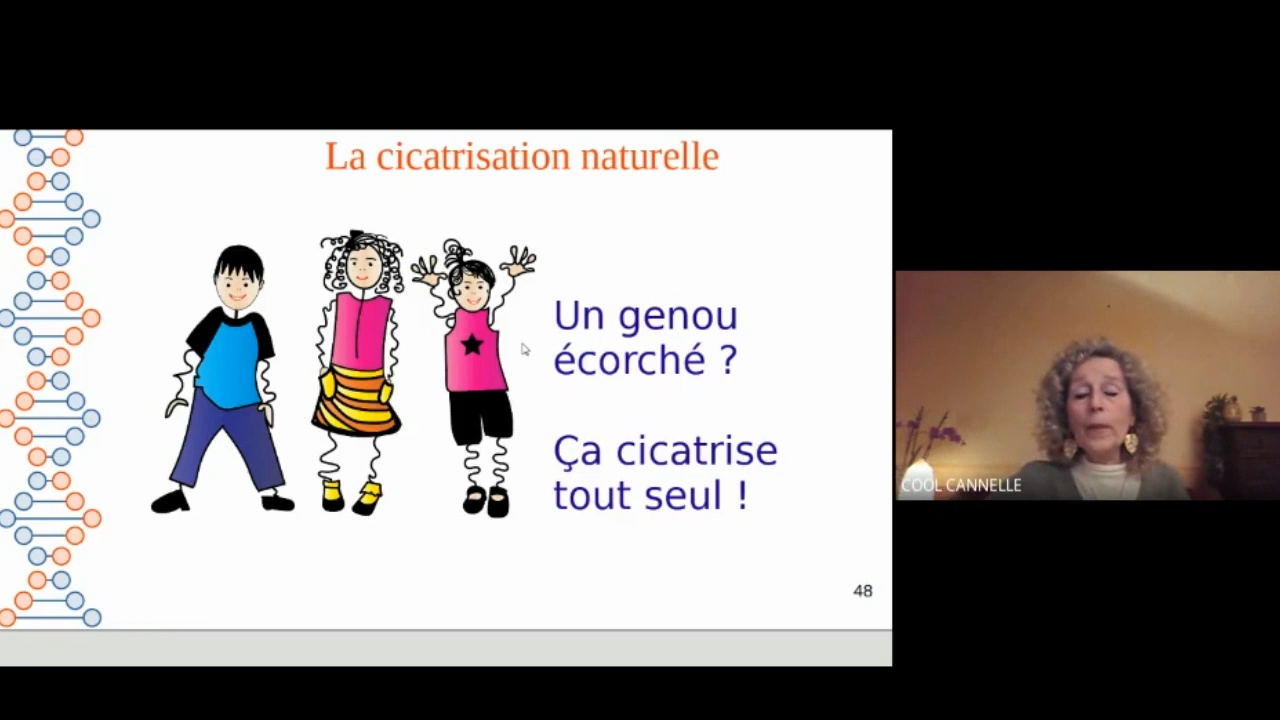 La cicatrisation naturelle
Un genou
écorché ?
Ça cicatrise
tout seul !
48
COOL CANNELLE